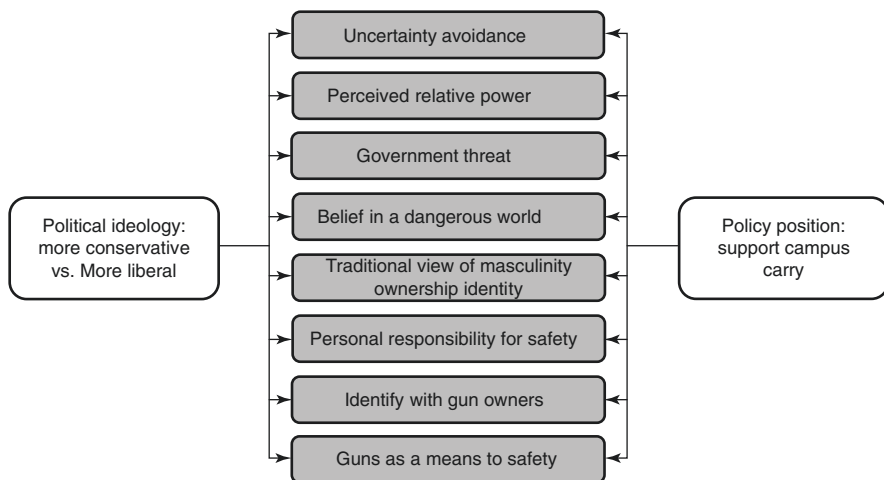 Uncertainty avoidance
Perceived relative power
Government threat
Belief in a dangerous world
Political ideology:
more conservative
vs. More liberal
Policy position:
support campus
carry
Traditional view of masculinity
ownership identity
Personal responsibility for safety
Identify with gun owners
Guns as a means to safety